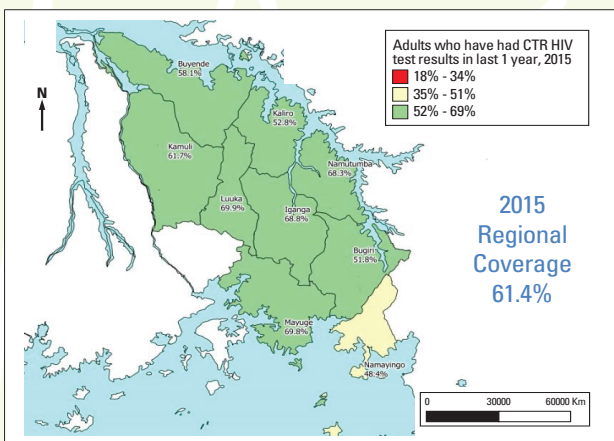 Adults who have had CTR HIV
test results in last 1 year, 2015
18% - 34%
35% - 51%
52% - 69%
N
Buyende
58.1%
Kaliro
52.8%
Kamuli
61.7%
Namutumba
68.3%
Luuka
69.9%
Iganga
68.8%
Bugiri
51.8%
Mayuge
69.8%
Namayingo
48.4%
2015
Regional
Coverage
61.4%
0 30000 60000 Km